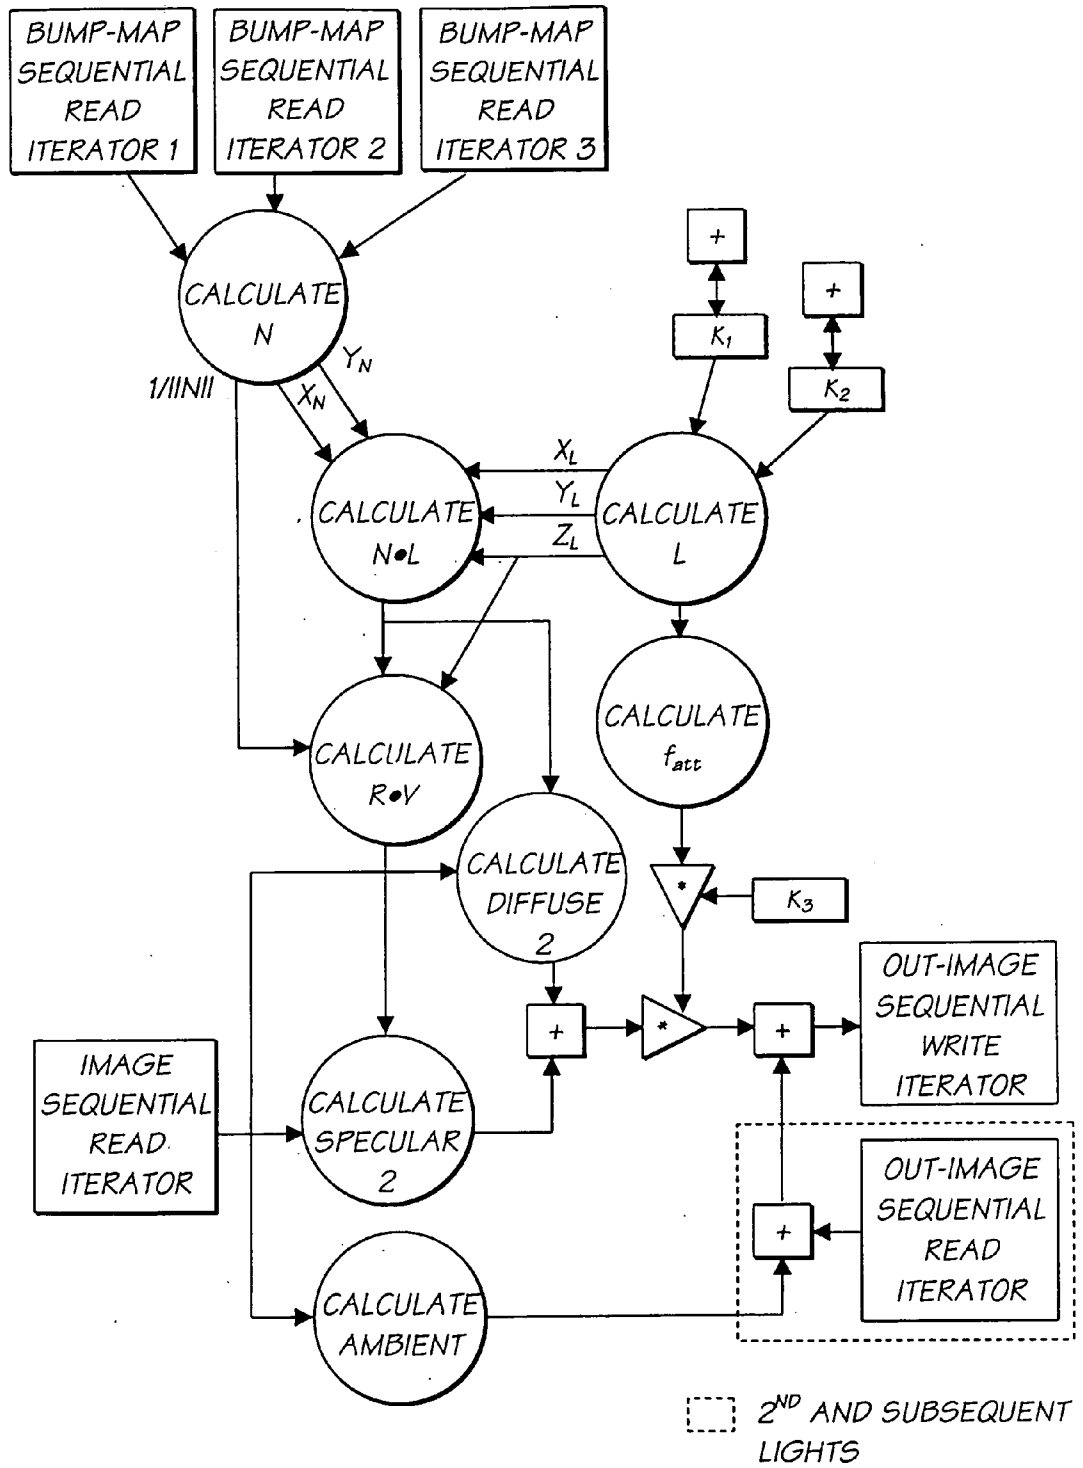 BUMP-MAP
SEQUENTIAL
READ
ITERATOR 1
BUMP-MAP
SEQUENTIAL
READ
ITERATOR 2
BUMP-MAP
SEQUENTIAL
READ
ITERATOR 3
+
+
CALCULATE
N
K1
K2
1/IINII
XN
YN
CALCULATE
N•L
XL
YL
ZL
CALCULATE
L
CALCULATE
R•V
CALCULATE
fatt
CALCULATE
DIFFUSE
2
*
K3
+
*
+
OUT-IMAGE
SEQUENTIAL
WRITE
ITERATOR
IMAGE
SEQUENTIAL
READ
ITERATOR
CALCULATE
SPECULAR
2
+
OUT-IMAGE
SEQUENTIAL
READ
ITERATOR
CALCULATE
AMBIENT
2ND AND SUBSEQUENT
LIGHTS